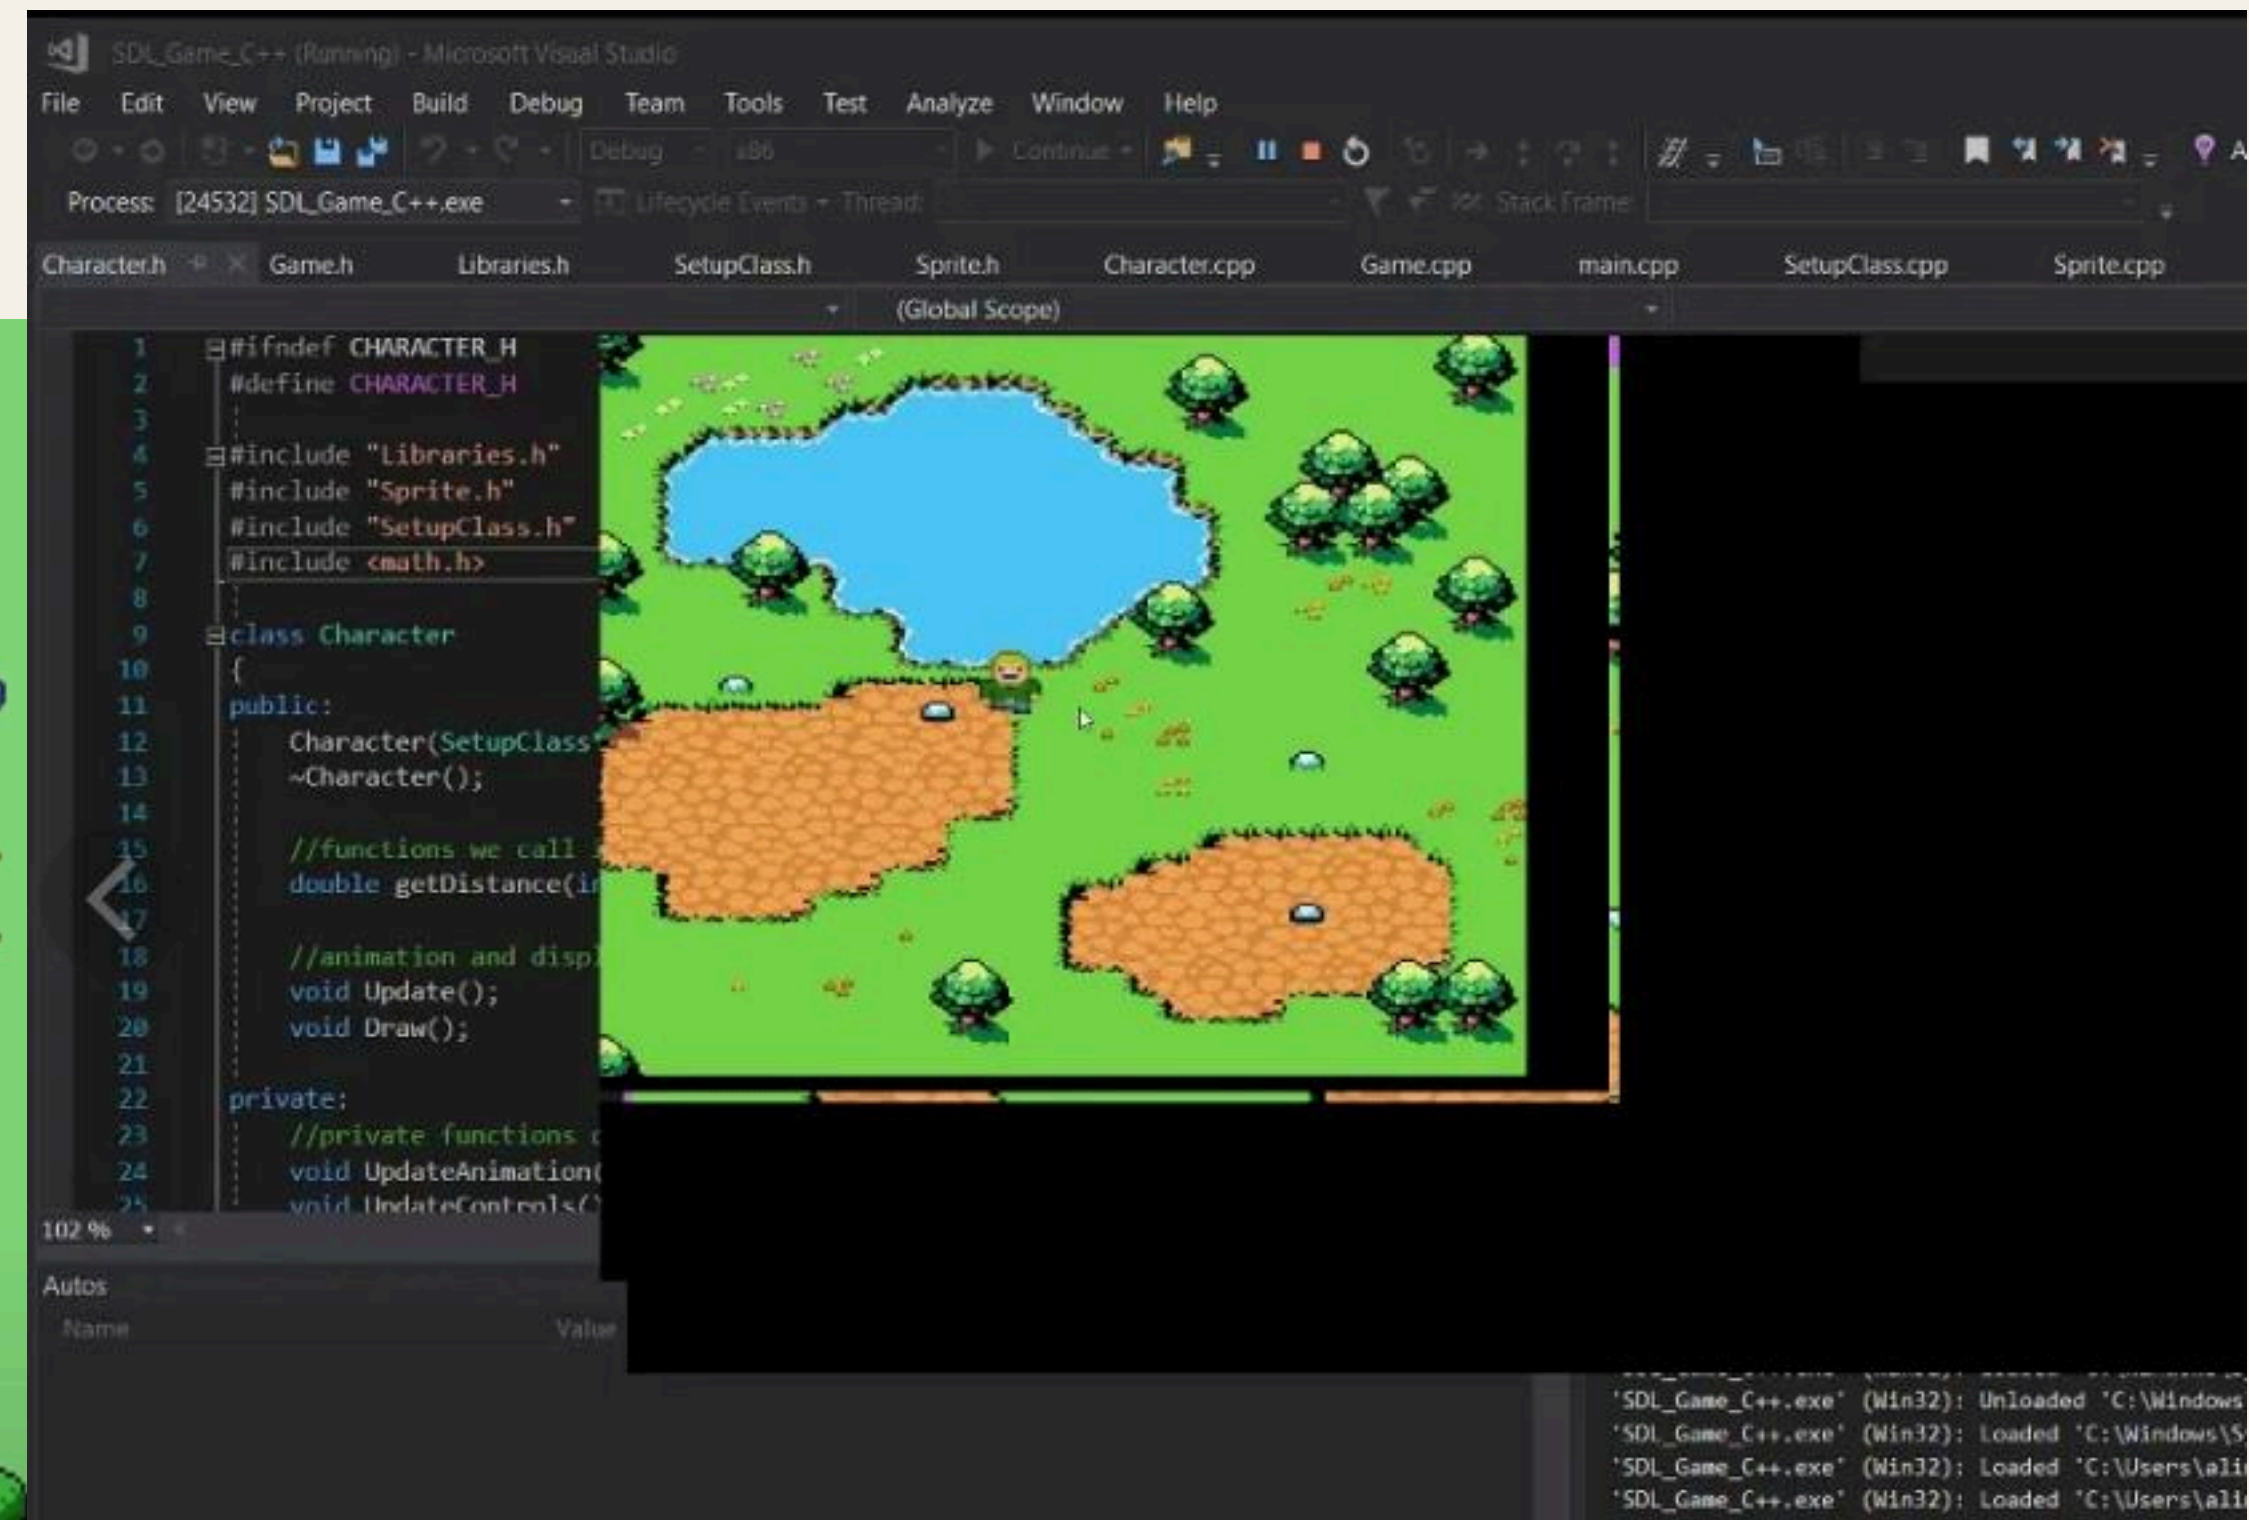 SDL_Game_C++ (Running) - Microsoft Visual Studio
File Edit View Project Build Debug Team Tools Test Analyze Window Help
Debug x86 Continue
Process: [24532] SDL_Game_C++.exe Lifecycle Events Thread: Stack Frame:
Character.h Game.h Libraries.h SetupClass.h Sprite.h Character.cpp Game.cpp main.cpp SetupClass.cpp Sprite.cpp
(Global Scope)
1 #ifndef CHARACTER_H
2 #define CHARACTER_H
3
4 #include "Libraries.h"
5 #include "Sprite.h"
6 #include "SetupClass.h"
7 #include <math.h>
8
9 class Character
10 {
11 public:
12 Character(SetupClass
13 ~Character();
14
15 //functions we call
16 double getDistance(in
17
18 //animation and displ
19 void Update();
20 void Draw();
21
22 private:
23 //private functions
24 void UpdateAnimation(
25 void UpdateControls()
102 %
Autos
Name Value
'SDL_Game_C++.exe' (Win32): Unloaded 'C:\Windows
'SDL_Game_C++.exe' (Win32): Loaded 'C:\Windows\S
'SDL_Game_C++.exe' (Win32): Loaded 'C:\Users\ali
'SDL_Game_C++.exe' (Win32): Loaded 'C:\Users\ali